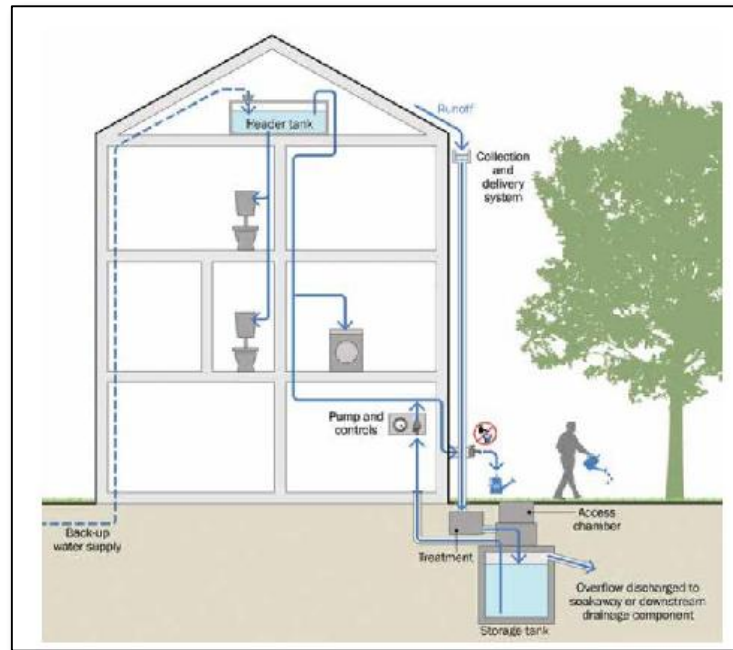 Header tank
Runoff
Collection
and
delivery
system
Pump and
controls
Back-up
water supply
Treatment
Access
chamber
Storage tank
Overflow discharged to
soakaway or downstream
drainage component